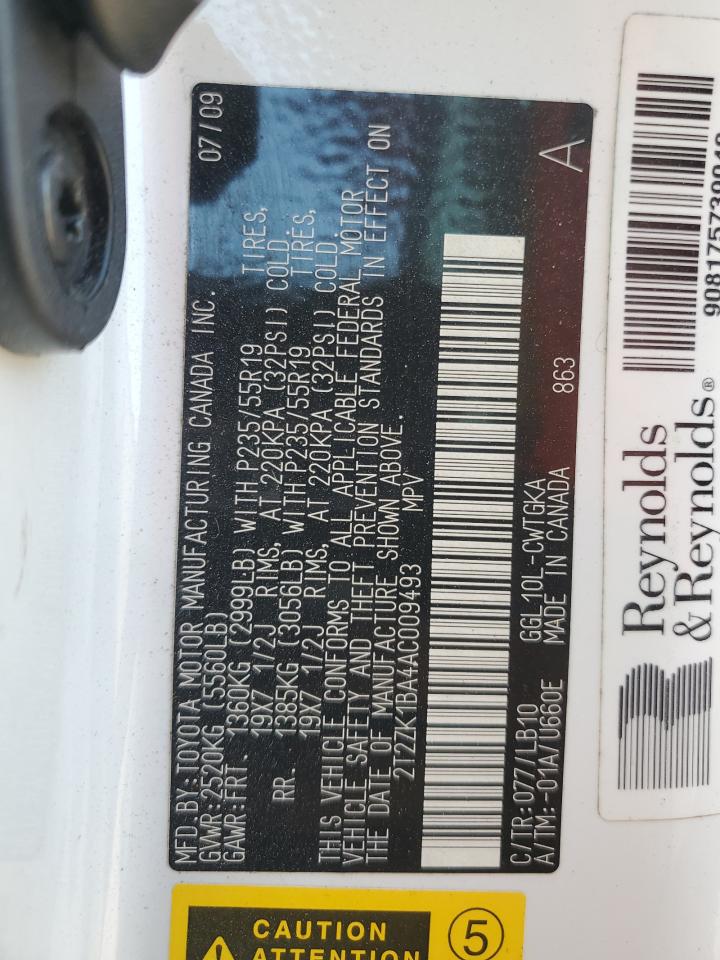 MFD BY:TOYOTA MOTOR MANUFACTURING CANADA INC. 07/09
GVWR:2520KG (5560LB)
GAWR:FRT. 1360KG (2999LB) WITH P235/55R19 TIRES,
19X7 1/2J RIMS, AT 220KPA (32PSI) COLD.
RR. 1385KG (3056LB) WITH P235/55R19 TIRES,
19X7 1/2J RIMS, AT 220KPA (32PSI) COLD.
THIS VEHICLE CONFORMS TO ALL APPLICABLE FEDERAL MOTOR
VEHICLE SAFETY AND THEFT PREVENTION STANDARDS IN EFFECT ON
THE DATE OF MANUFACTURE SHOWN ABOVE.
2T2ZK1BA4AC009493 MPV
C/TR:077/LB10 GGL10L-CWTGKA 863 A
A/TM:-01A/U660E MADE IN CANADA
Reynolds
& Reynolds®
CAUTION
ATTENTION
5